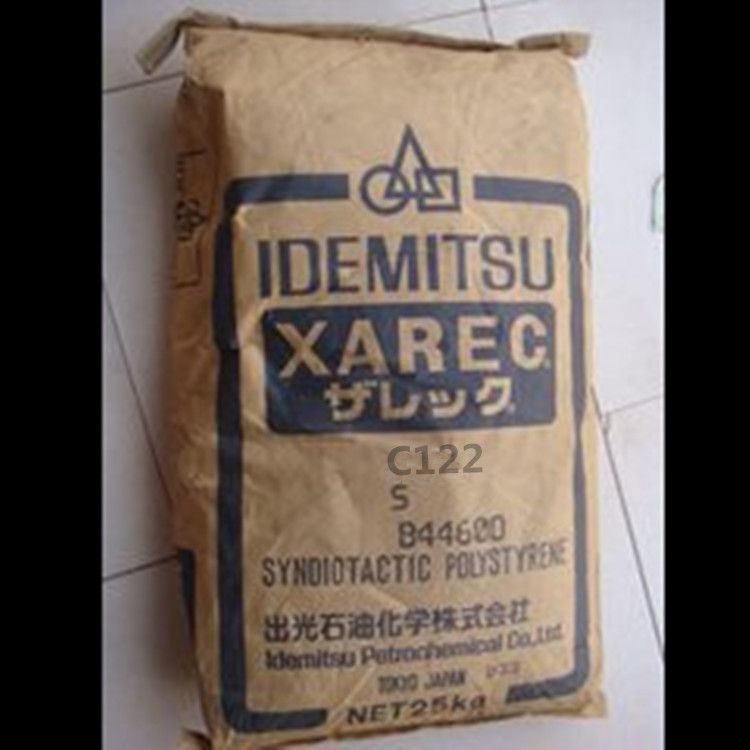 IDEMITSU
XAREC
ザレック
C122
S
B44600
SYNDIOTACTIC POLYSTYRENE
出光石油化学株式会社
Idemitsu Petrochemical Co.,Ltd.
TOKYO JAPAN
NET25kg